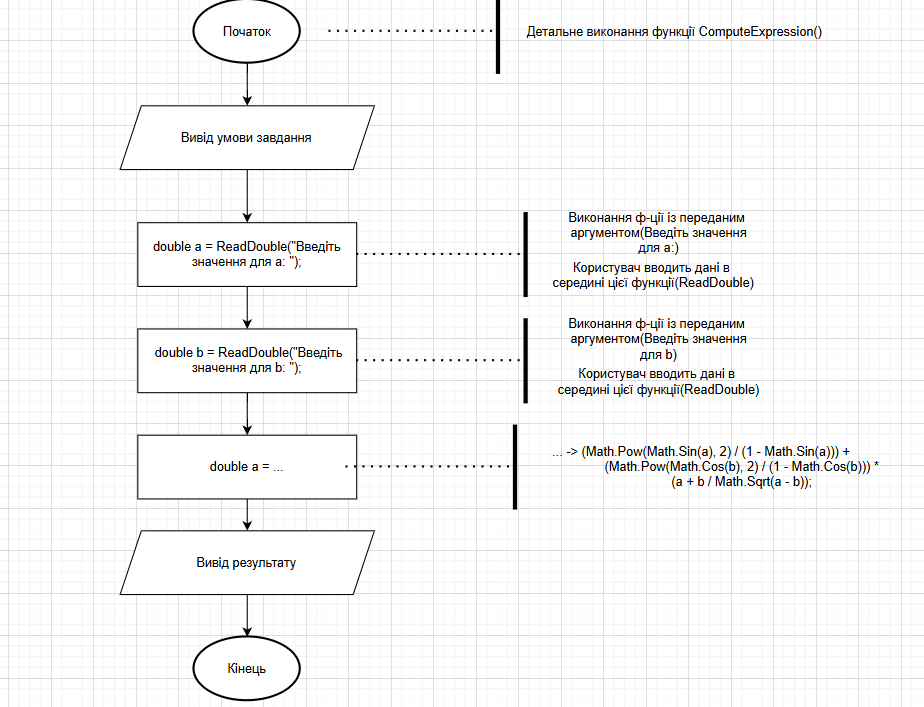 Початок
Детальне виконання функції ComputeExpression()
Вивід умови завдання
double a = ReadDouble("Введіть
значення для a: ");
Виконання ф-ції із переданим
аргументом(Введіть значення
для а:)
Користувач вводить дані в
середині цієї функції(ReadDouble)
double b = ReadDouble("Введіть
значення для b: ");
Виконання ф-ції із переданим
аргументом(Введіть значення
для b)
Користувач вводить дані в
середині цієї функції(ReadDouble)
double a = ...
... -> (Math.Pow(Math.Sin(a), 2) / (1 - Math.Sin(a))) +
(Math.Pow(Math.Cos(b), 2) / (1 - Math.Cos(b))) *
(a + b / Math.Sqrt(a - b));
Вивід результату
Кінець